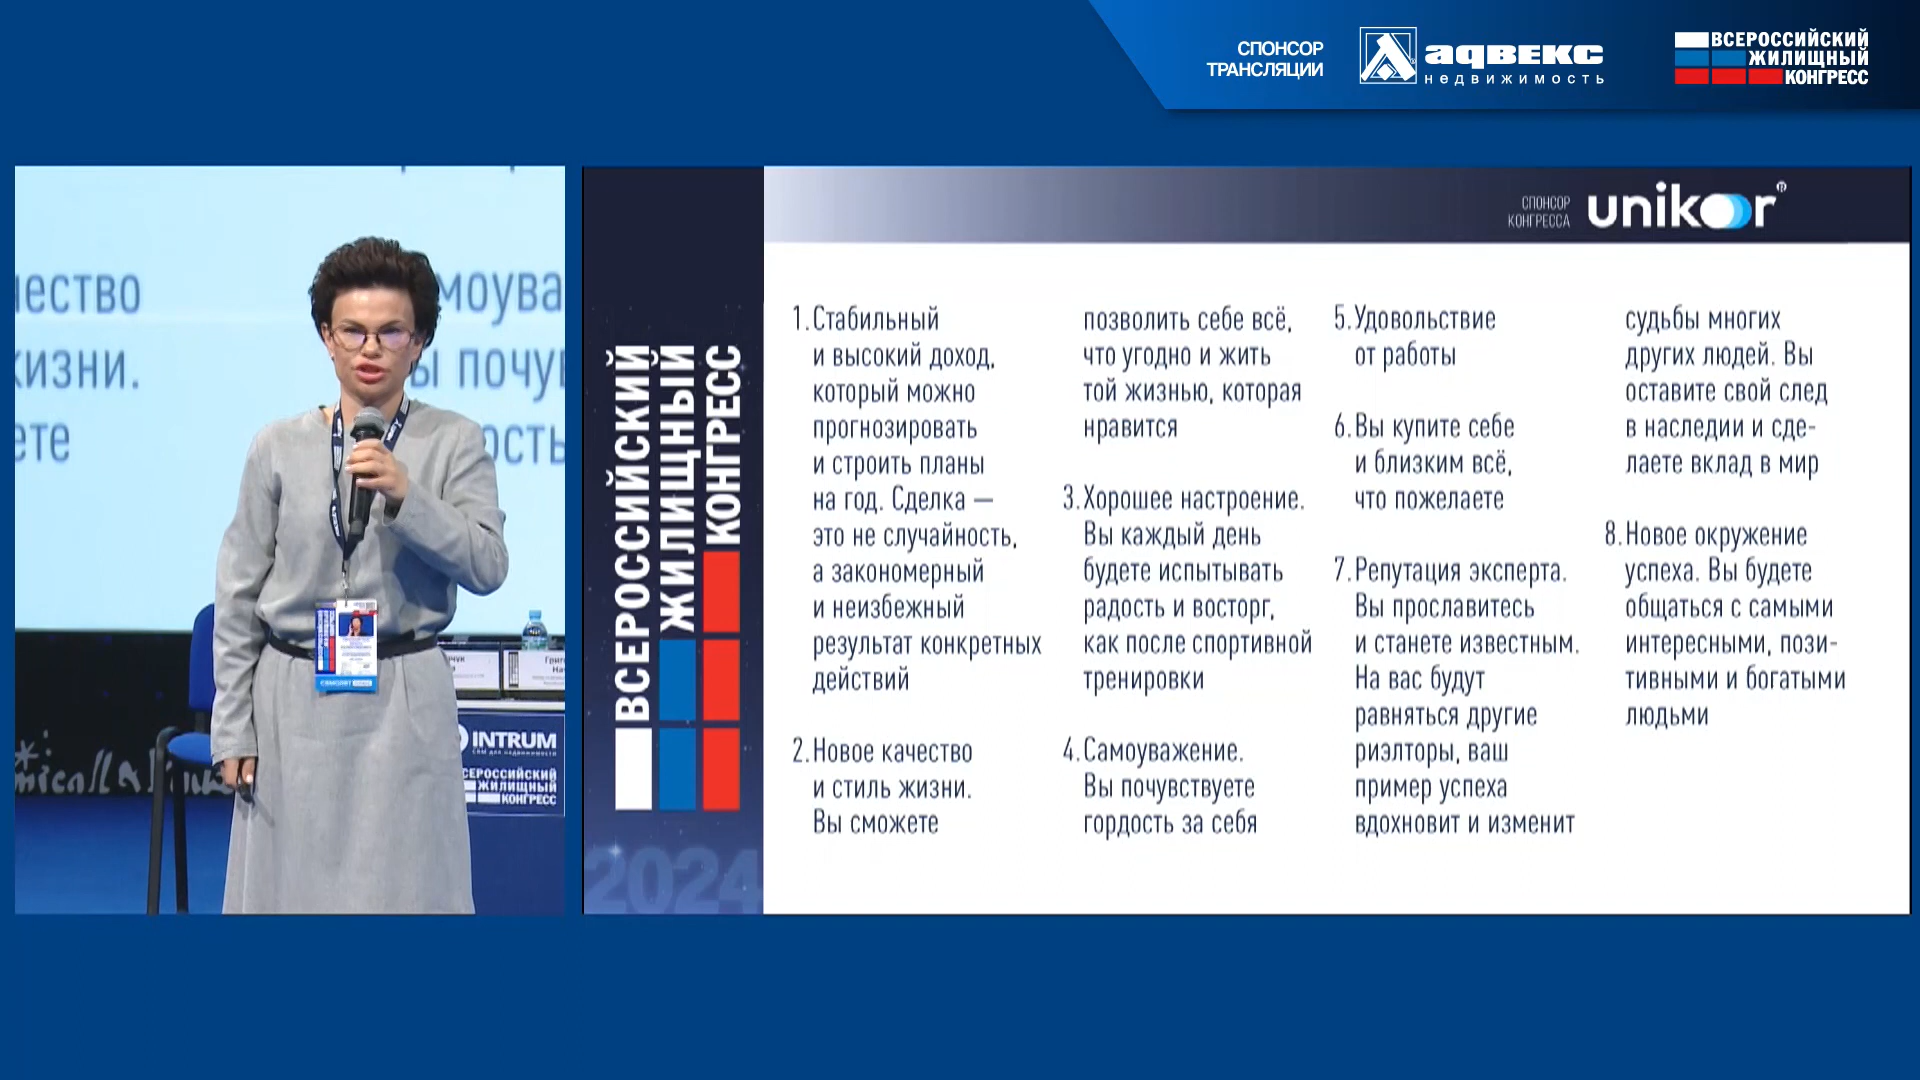 СПОНСОР
ТРАНСЛЯЦИИ
адвекс
недвижимость
ВСЕРОССИЙСКИЙ
ЖИЛИЩНЫЙ
КОНГРЕСС
чество
жизни.
ете
моува
ы почу
ость
INTRUM
ВСЕРОССИЙСКИЙ
ЖИЛИЩНЫЙ
КОНГРЕСС
ВСЕРОССИЙСКИЙ
ЖИЛИЩНЫЙ
КОНГРЕСС
2024
СПОНСОР
КОНГРЕССА
unikor®
1. Стабильный
и высокий доход,
который можно
прогнозировать
и строить планы
на год. Сделка —
это не случайность,
а закономерный
и неизбежный
результат конкретных
действий
2. Новое качество
и стиль жизни.
Вы сможете
позволить себе всё,
что угодно и жить
той жизнью, которая
нравится
3. Хорошее настроение.
Вы каждый день
будете испытывать
радость и восторг,
как после спортивной
тренировки
4. Самоуважение.
Вы почувствуете
гордость за себя
5. Удовольствие
от работы
6. Вы купите себе
и близким всё,
что пожелаете
7. Репутация эксперта.
Вы прославитесь
и станете известным.
На вас будут
равняться другие
риэлторы, ваш
пример успеха
вдохновит и изменит
судьбы многих
других людей. Вы
оставите свой след
в наследии и сде-
лаете вклад в мир
8. Новое окружение
успеха. Вы будете
общаться с самыми
интересными, пози-
тивными и богатыми
людьми